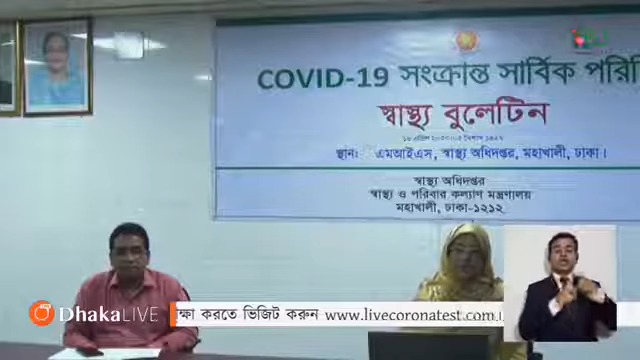 COVID-19 সংক্রান্ত সার্বিক
স্বাস্থ্য বুলেটিন
স্থান: এমআইএস, স্বাস্থ্য অধিদপ্তর, মহাখালী, ঢাকা।
স্বাস্থ্য অধিদপ্তর
স্বাস্থ্য ও পরিবার কল্যাণ মন্ত্রণালয়
মহাখালী, ঢাকা-১২১২
DhakaLIVE
করতে ভিজিট করুন www.livecoronatest.com